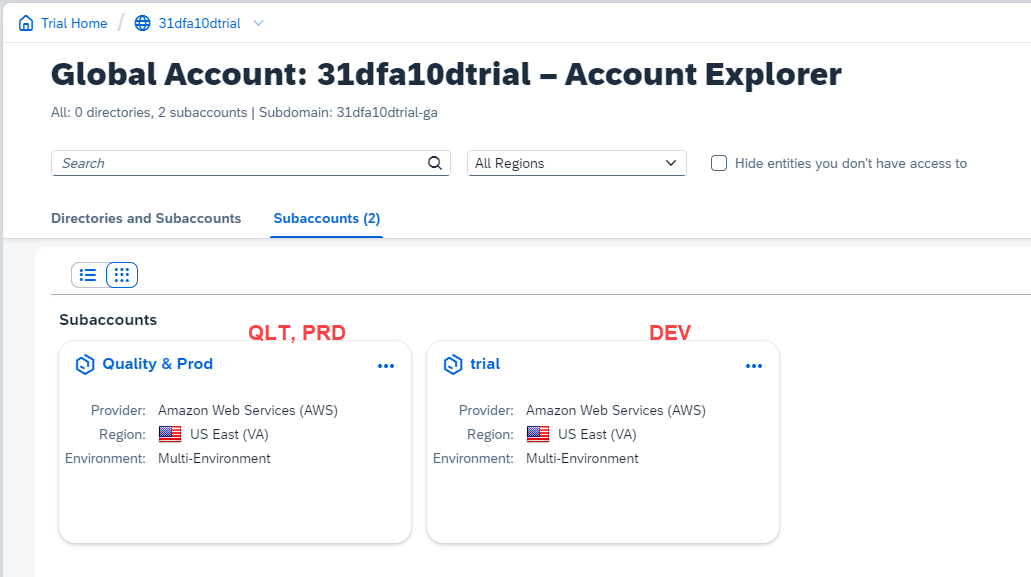 Trial Home / 31dfa10dtrial
Global Account: 31dfa10dtrial – Account Explorer
All: 0 directories, 2 subaccounts | Subdomain: 31dfa10dtrial-ga
Search
All Regions
Hide entities you don't have access to
Directories and Subaccounts
Subaccounts (2)
Subaccounts
QLT, PRD
Quality & Prod
Provider: Amazon Web Services (AWS)
Region: US East (VA)
Environment: Multi-Environment
DEV
trial
Provider: Amazon Web Services (AWS)
Region: US East (VA)
Environment: Multi-Environment